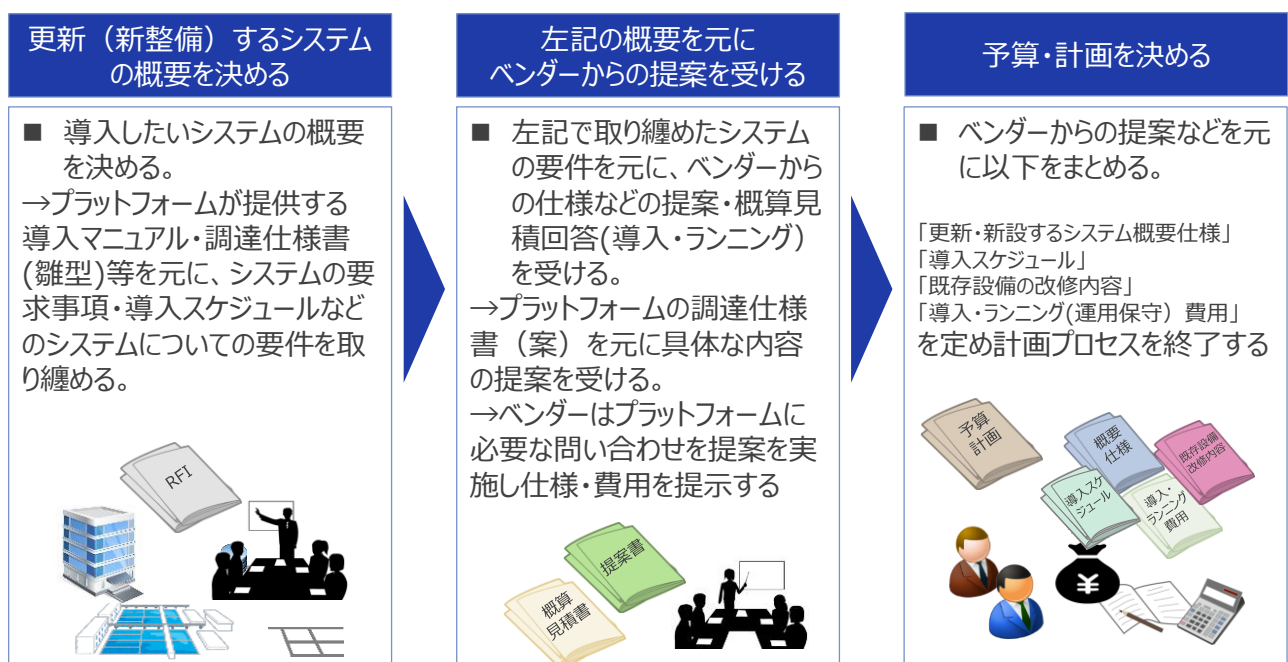 更新（新整備）するシステム
の概要を決める
■ 導入したいシステムの概要
を決める。
→プラットフォームが提供する
導入マニュアル・調達仕様書
(雛型)等を元に、システムの要
求事項・導入スケジュールなど
のシステムについての要件を取
り纏める。
RFI
左記の概要を元に
ベンダーからの提案を受ける
■ 左記で取り纏めたシステム
の要件を元に、ベンダーから
の仕様などの提案・概算見
積回答(導入・ランニング）
を受ける。
→プラットフォームの調達仕様
書（案）を元に具体な内容
の提案を受ける。
→ベンダーはプラットフォームに
必要な問い合わせを提案を実
施し仕様・費用を提示する
提案書
概算
見積書
予算・計画を決める
■ ベンダーからの提案などを元
に以下をまとめる。
「更新・新設するシステム概要仕様」
「導入スケジュール」
「既存設備の改修内容」
「導入・ランニング(運用保守）費用」
を定め計画プロセスを終了する
予算
計画
概要
仕様
既存設備
改修内容
導入スケ
ジュール
導入・
ランニング
費用
¥